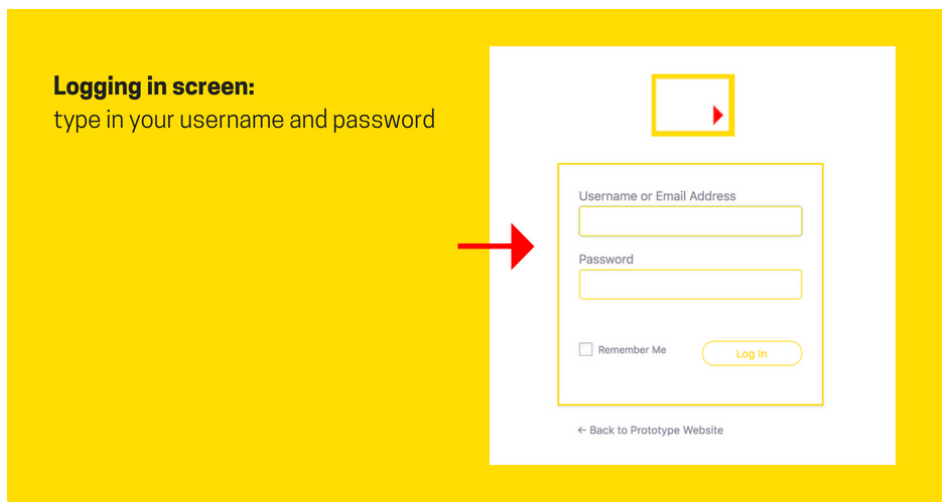 Logging in screen:
type in your username and password
Username or Email Address
Password
Remember Me
Log In
← Back to Prototype Website